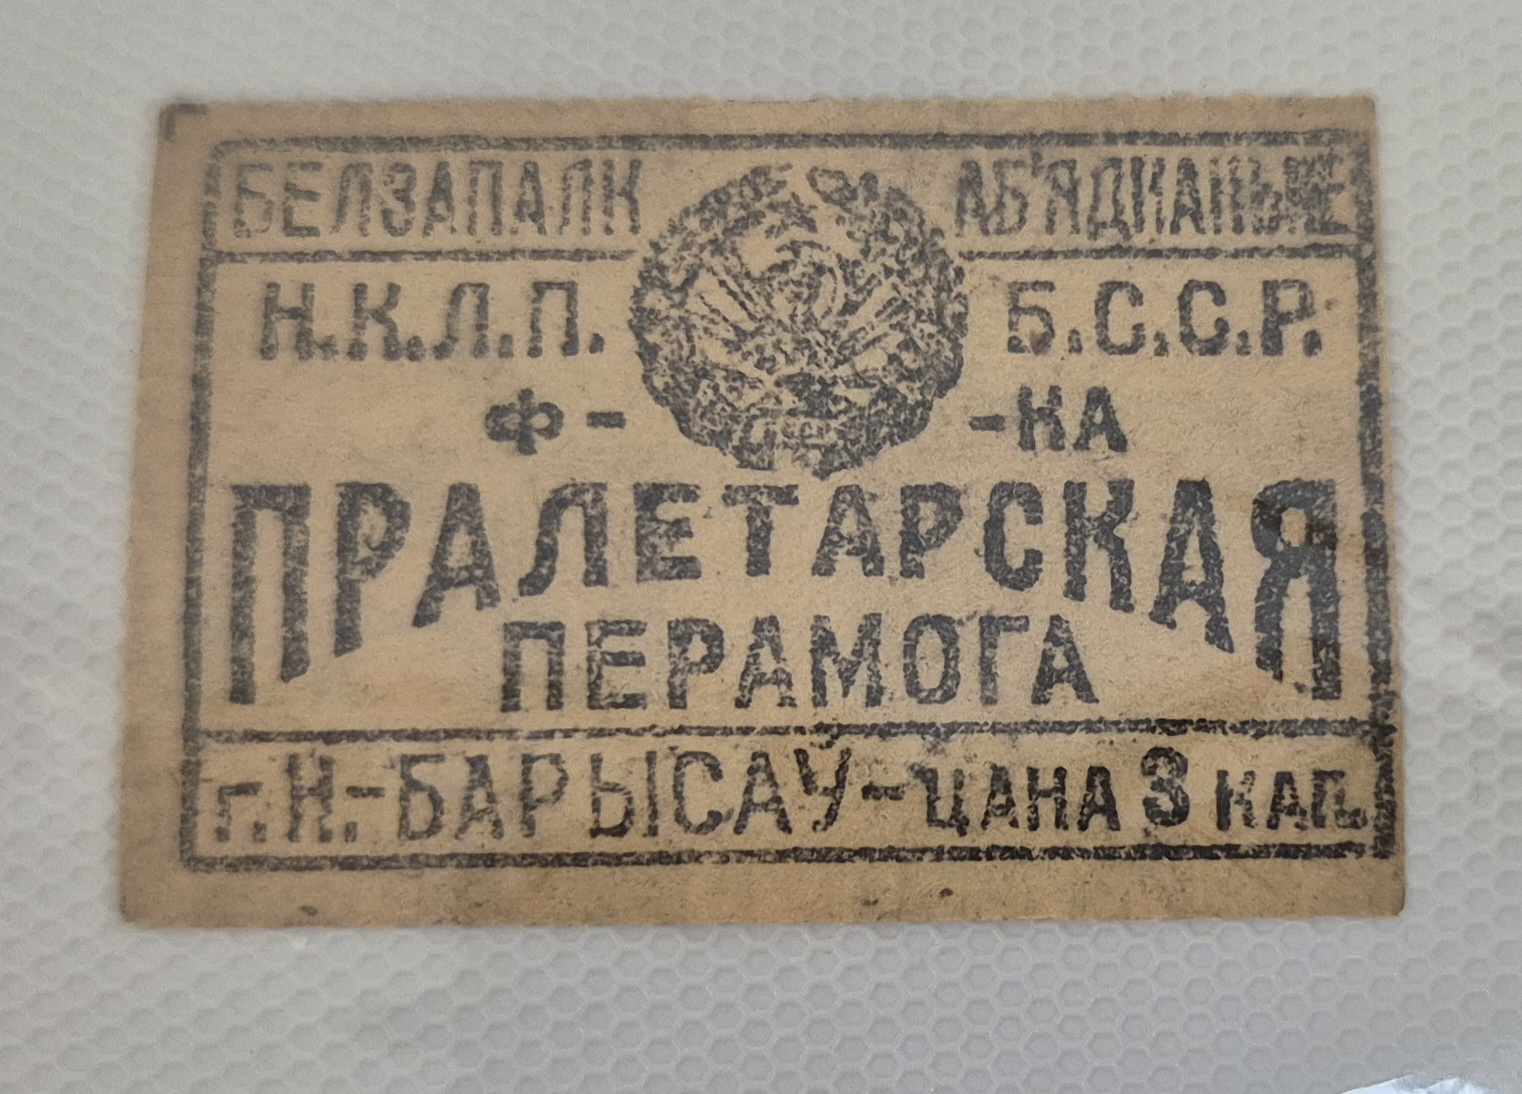 БЕЛЗАПАЛК АБ'ЯДНАНЬНЕ
Н.К.Л.П. Б.С.С.Р.
Ф- -КА
ПРАЛЕТАРСКАЯ
ПЕРАМОГА
г.Н.-БАРЫСАЎ-ЦАНА 3 КАП.